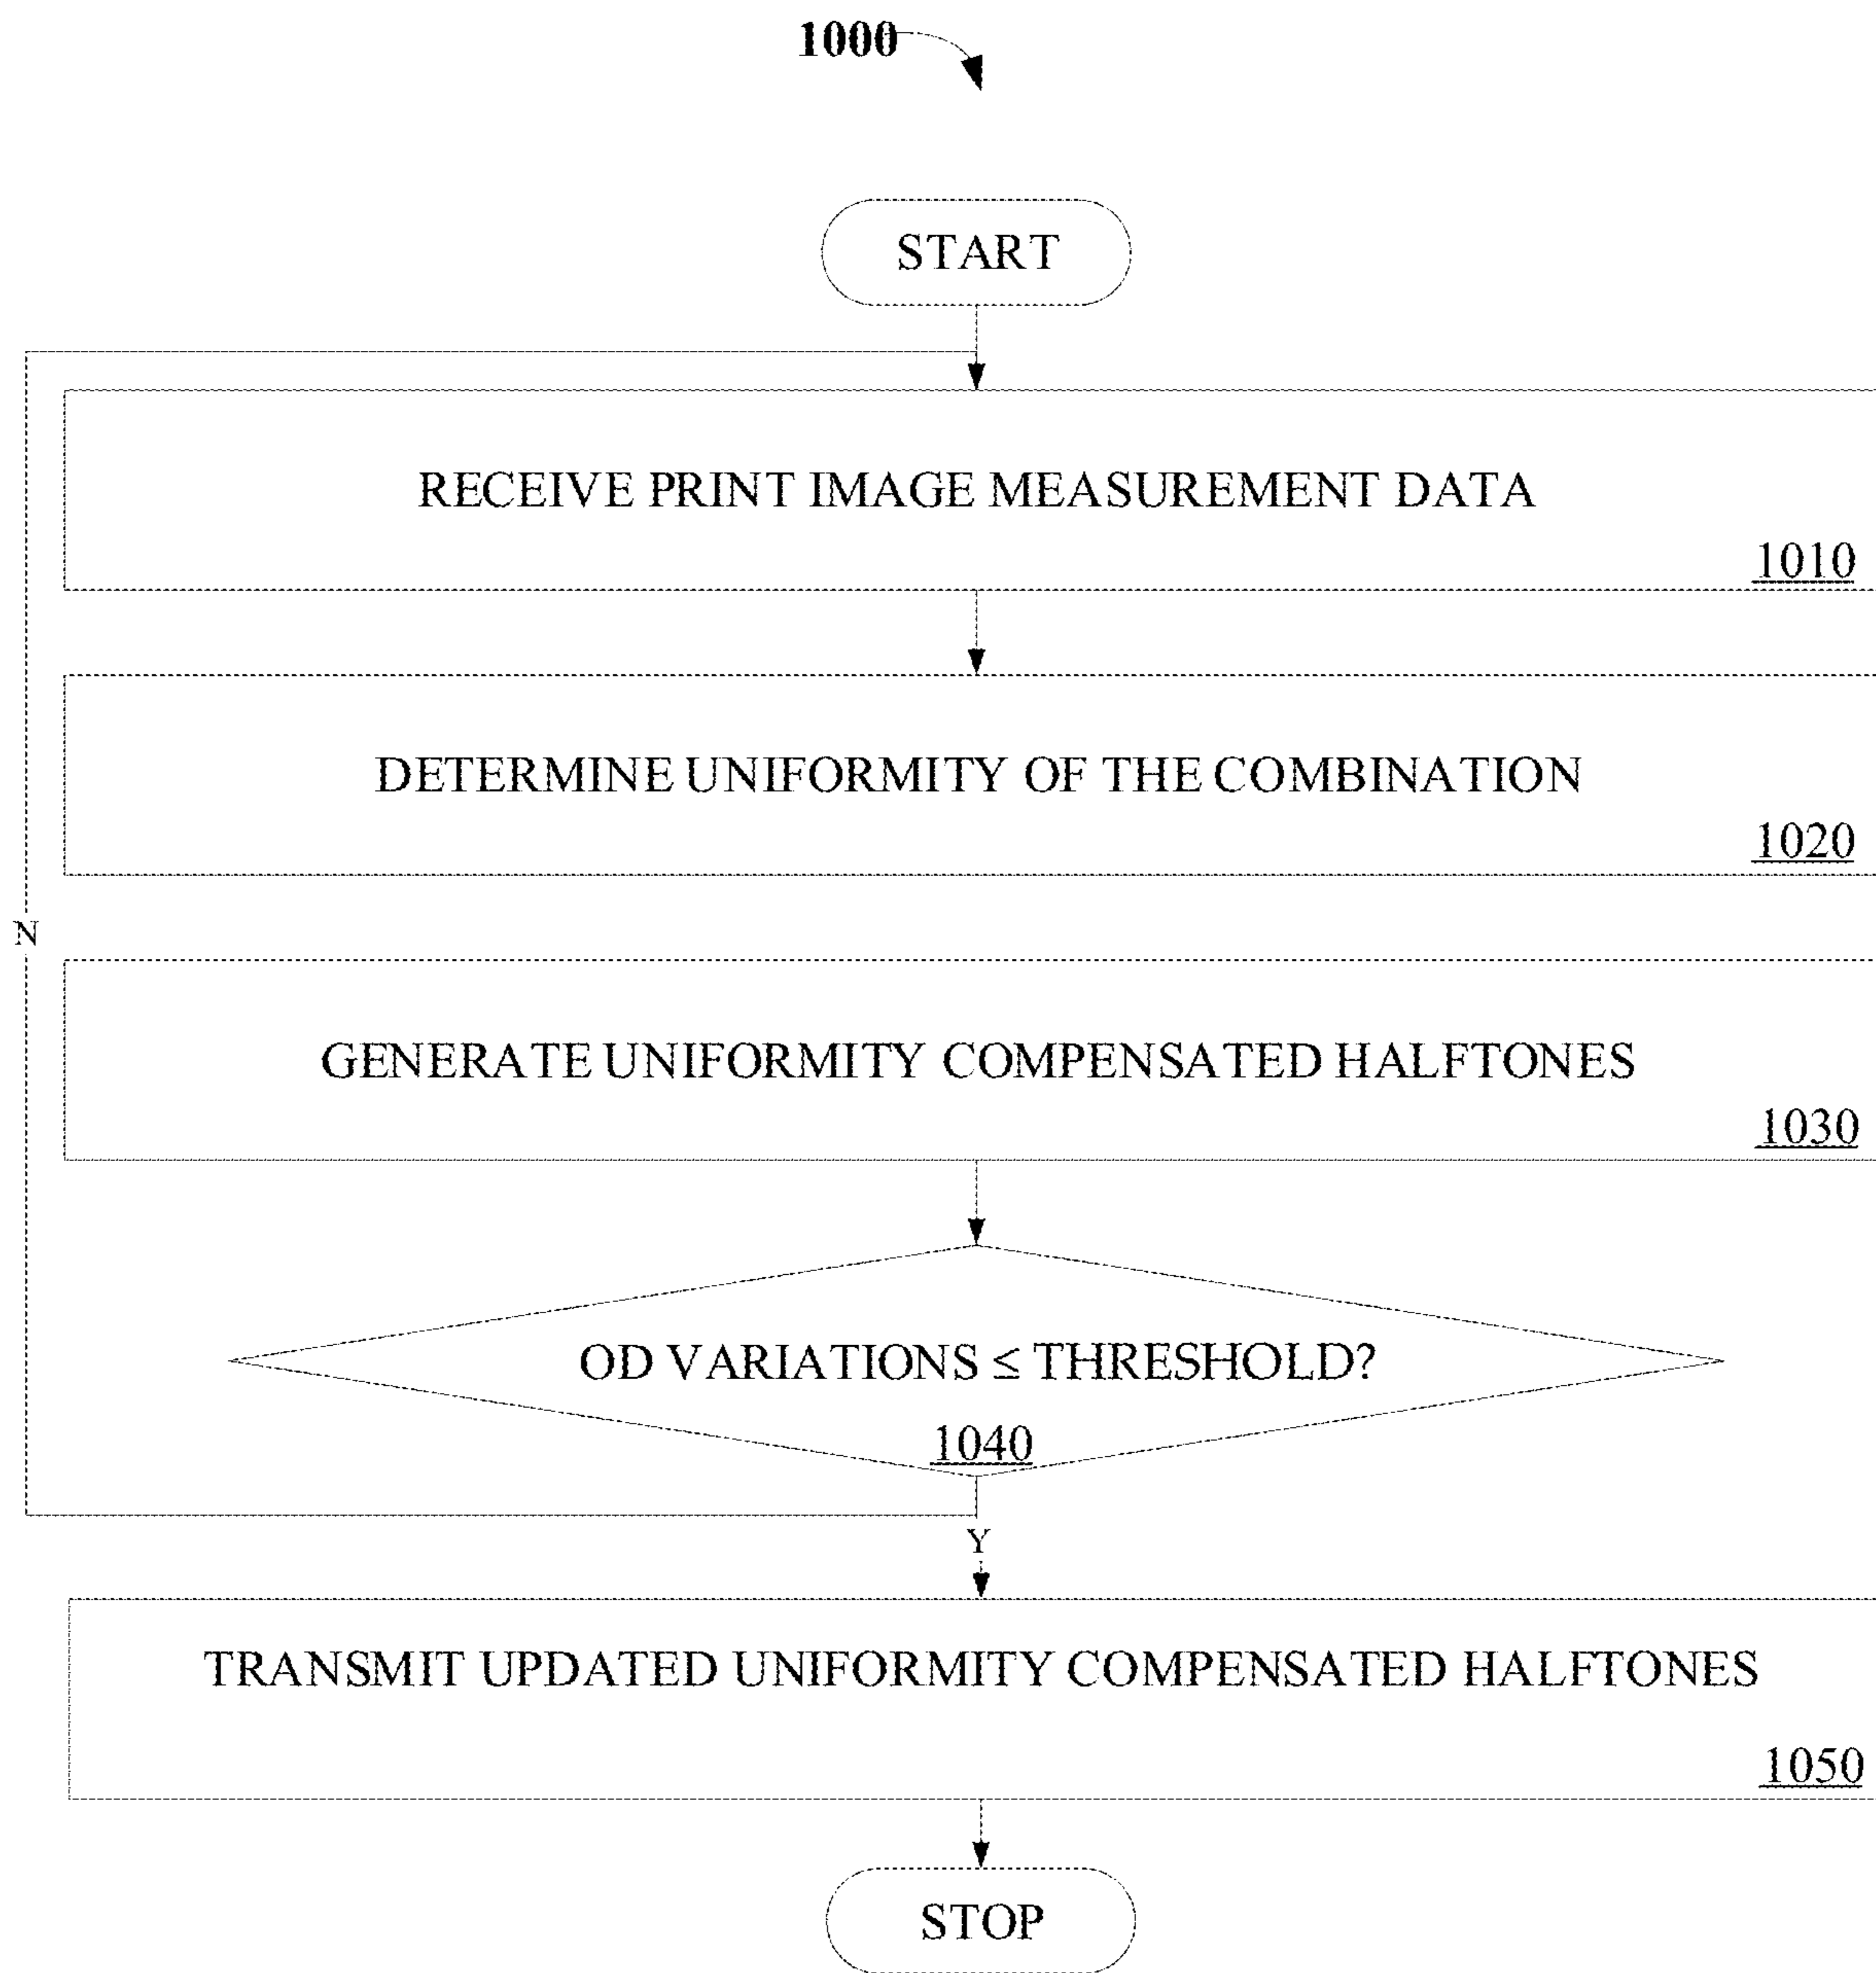 1000
START
RECEIVE PRINT IMAGE MEASUREMENT DATA
1010
DETERMINE UNIFORMITY OF THE COMBINATION
1020
N
GENERATE UNIFORMITY COMPENSATED HALFTONES
1030
OD VARIATIONS ≤ THRESHOLD?
1040
Y
TRANSMIT UPDATED UNIFORMITY COMPENSATED HALFTONES
1050
STOP